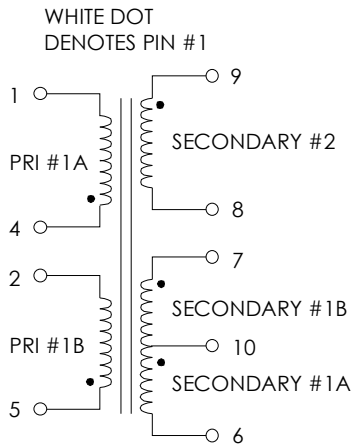 WHITE DOT
DENOTES PIN #1
1
9
PRI #1A
SECONDARY #2
4
8
2
7
SECONDARY #1B
PRI #1B
10
SECONDARY #1A
5
6